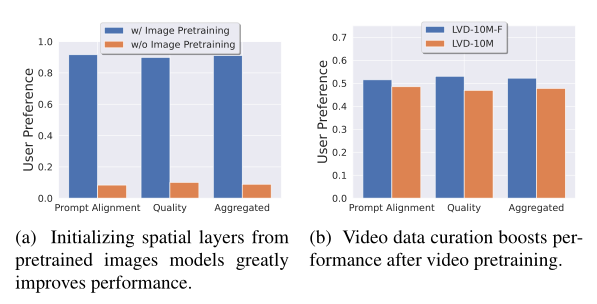 w/ Image Pretraining
w/o Image Pretraining
User Preference
1.0
0.8
0.6
0.4
0.2
0.0
Prompt Alignment Quality Aggregated
(a) Initializing spatial layers from
pretrained images models greatly
improves performance.
LVD-10M-F
LVD-10M
User Preference
0.7
0.6
0.5
0.4
0.3
0.2
0.1
0.0
Prompt Alignment Quality Aggregated
(b) Video data curation boosts per-
formance after video pretraining.